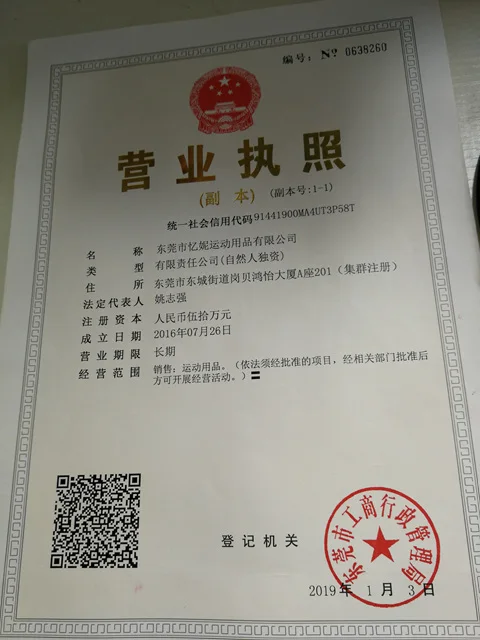 编号: № 0638260
营业执照
(副 本) (副本号:1-1)
统一社会信用代码91441900MA4UT3P58T
名 称 东莞市忆妮运动用品有限公司
类 型 有限责任公司(自然人独资)
住 所 东莞市东城街道岗贝鸿怡大厦A座201（集群注册）
法定代表人 姚志强
注册资本 人民币伍拾万元
成立日期 2016年07月26日
营业期限 长期
经营范围 销售：运动用品。（依法须经批准的项目，经相关部门批准后
方可开展经营活动。）
登记机关
东莞市工商行政管理局
2019年 1 月 3 日